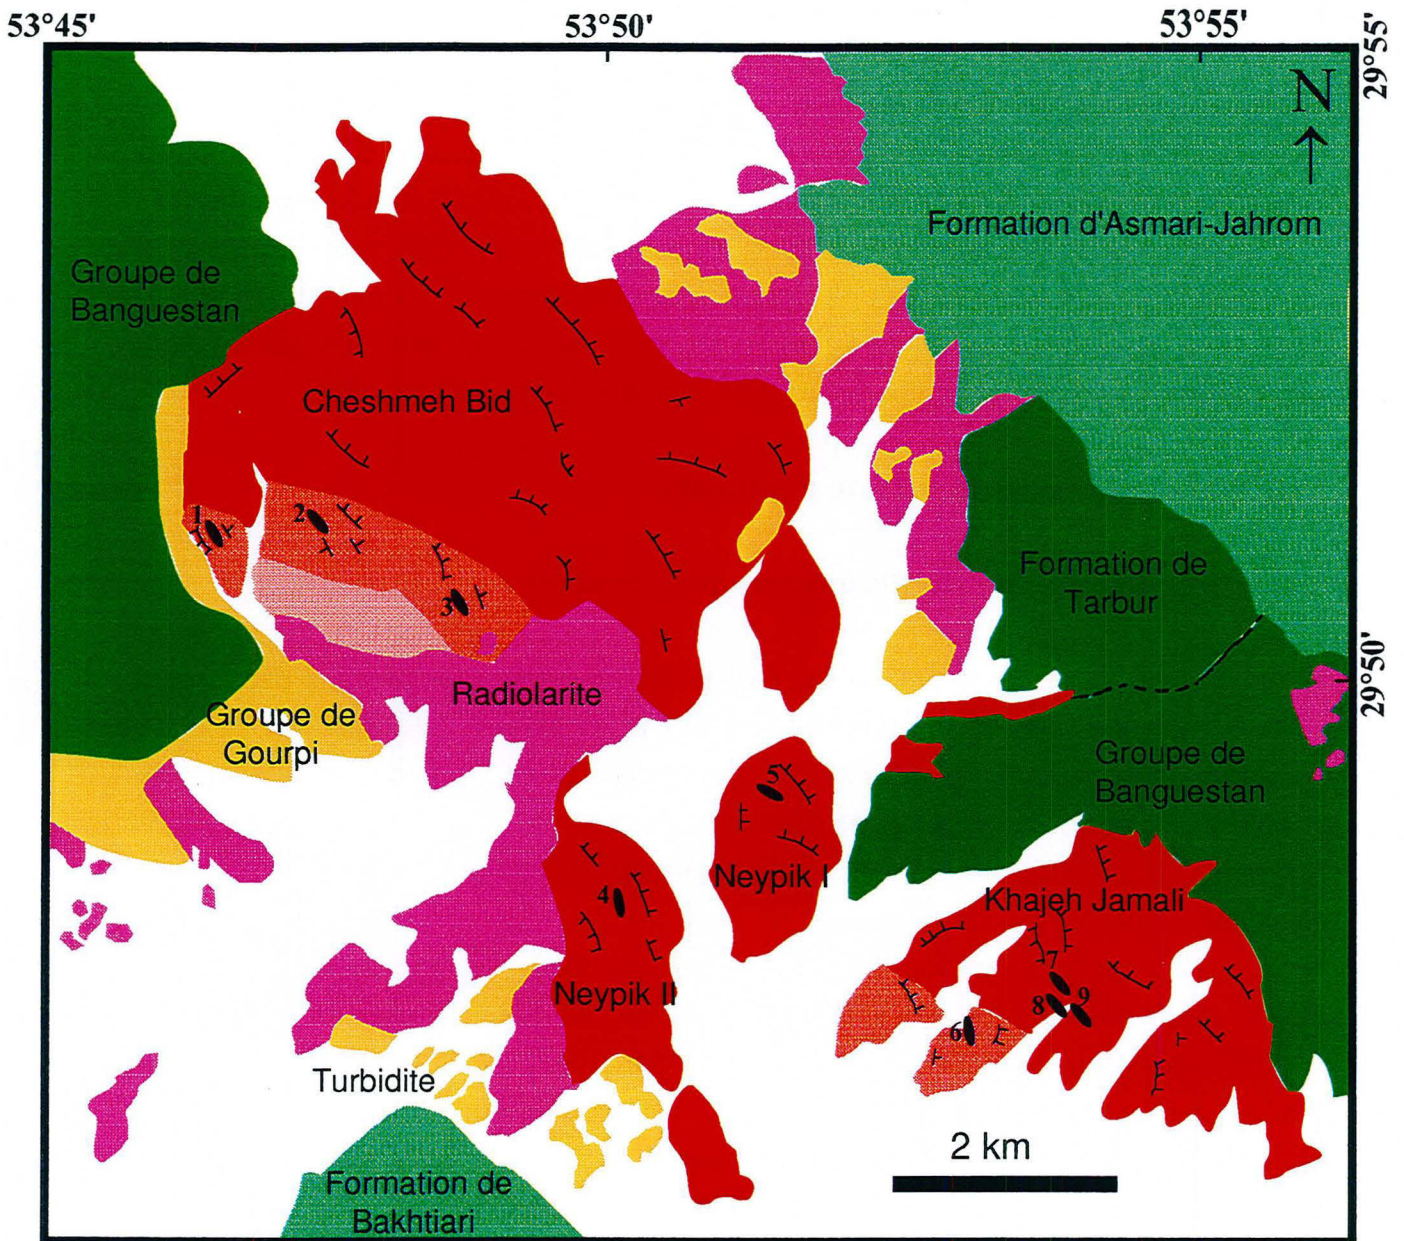 53°45'
53°50'
53°55'
29°55'
N
Formation d'Asmari-Jahrom
Groupe de
Banguestan
Cheshmeh Bid
1
2
3
Formation de
Tarbur
29°50'
Radiolarite
Groupe de
Gourpi
Groupe de
Banguestan
5
Neypik I
4
Khajeh Jamali
7
8
9
6
Neypik II
Turbidite
2 km
Formation de
Bakhtiari